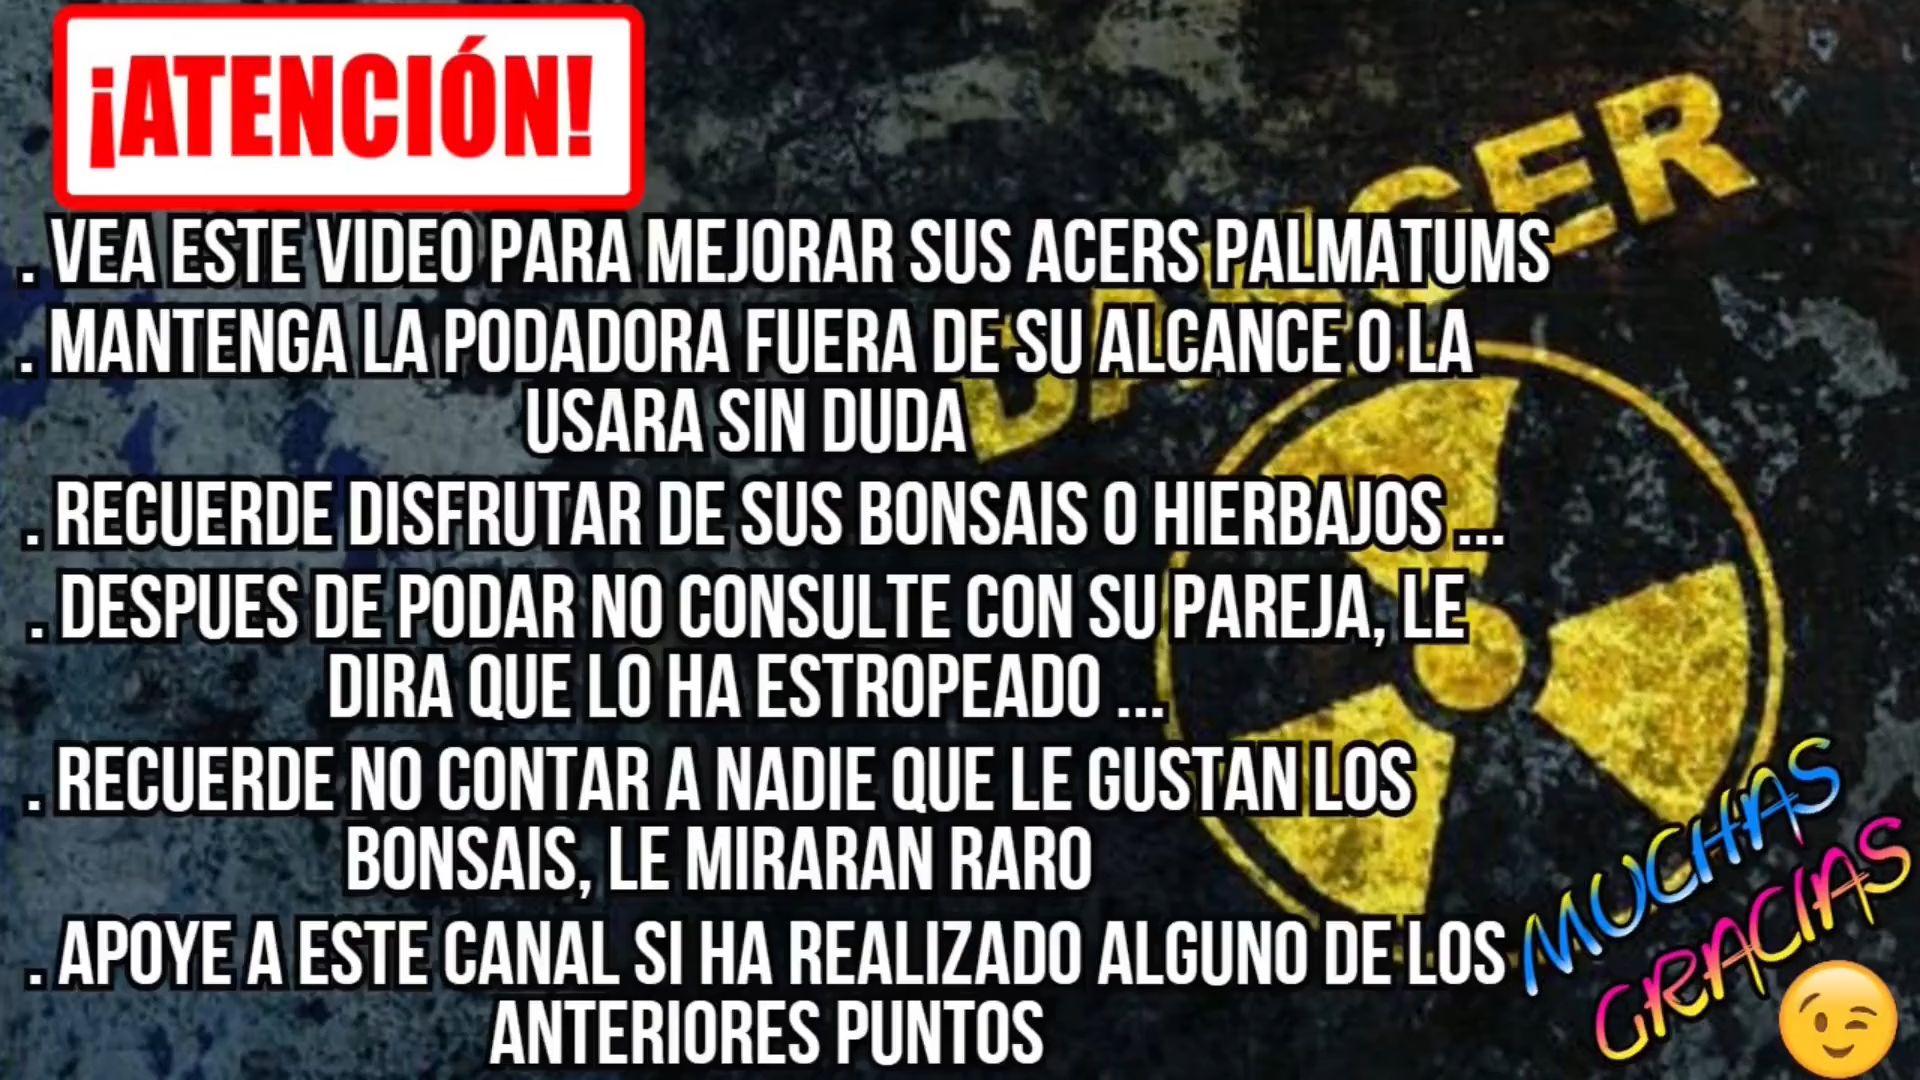 ¡ATENCIÓN!
DANGER
. VEA ESTE VIDEO PARA MEJORAR SUS ACERS PALMATUMS
. MANTENGA LA PODADORA FUERA DE SU ALCANCE O LA
USARA SIN DUDA
. RECUERDE DISFRUTAR DE SUS BONSAIS O HIERBAJOS ...
. DESPUES DE PODAR NO CONSULTE CON SU PAREJA, LE
DIRA QUE LO HA ESTROPEADO ...
. RECUERDE NO CONTAR A NADIE QUE LE GUSTAN LOS
BONSAIS, LE MIRARAN RARO
. APOYE A ESTE CANAL SI HA REALIZADO ALGUNO DE LOS
ANTERIORES PUNTOS
MUCHAS
GRACIAS